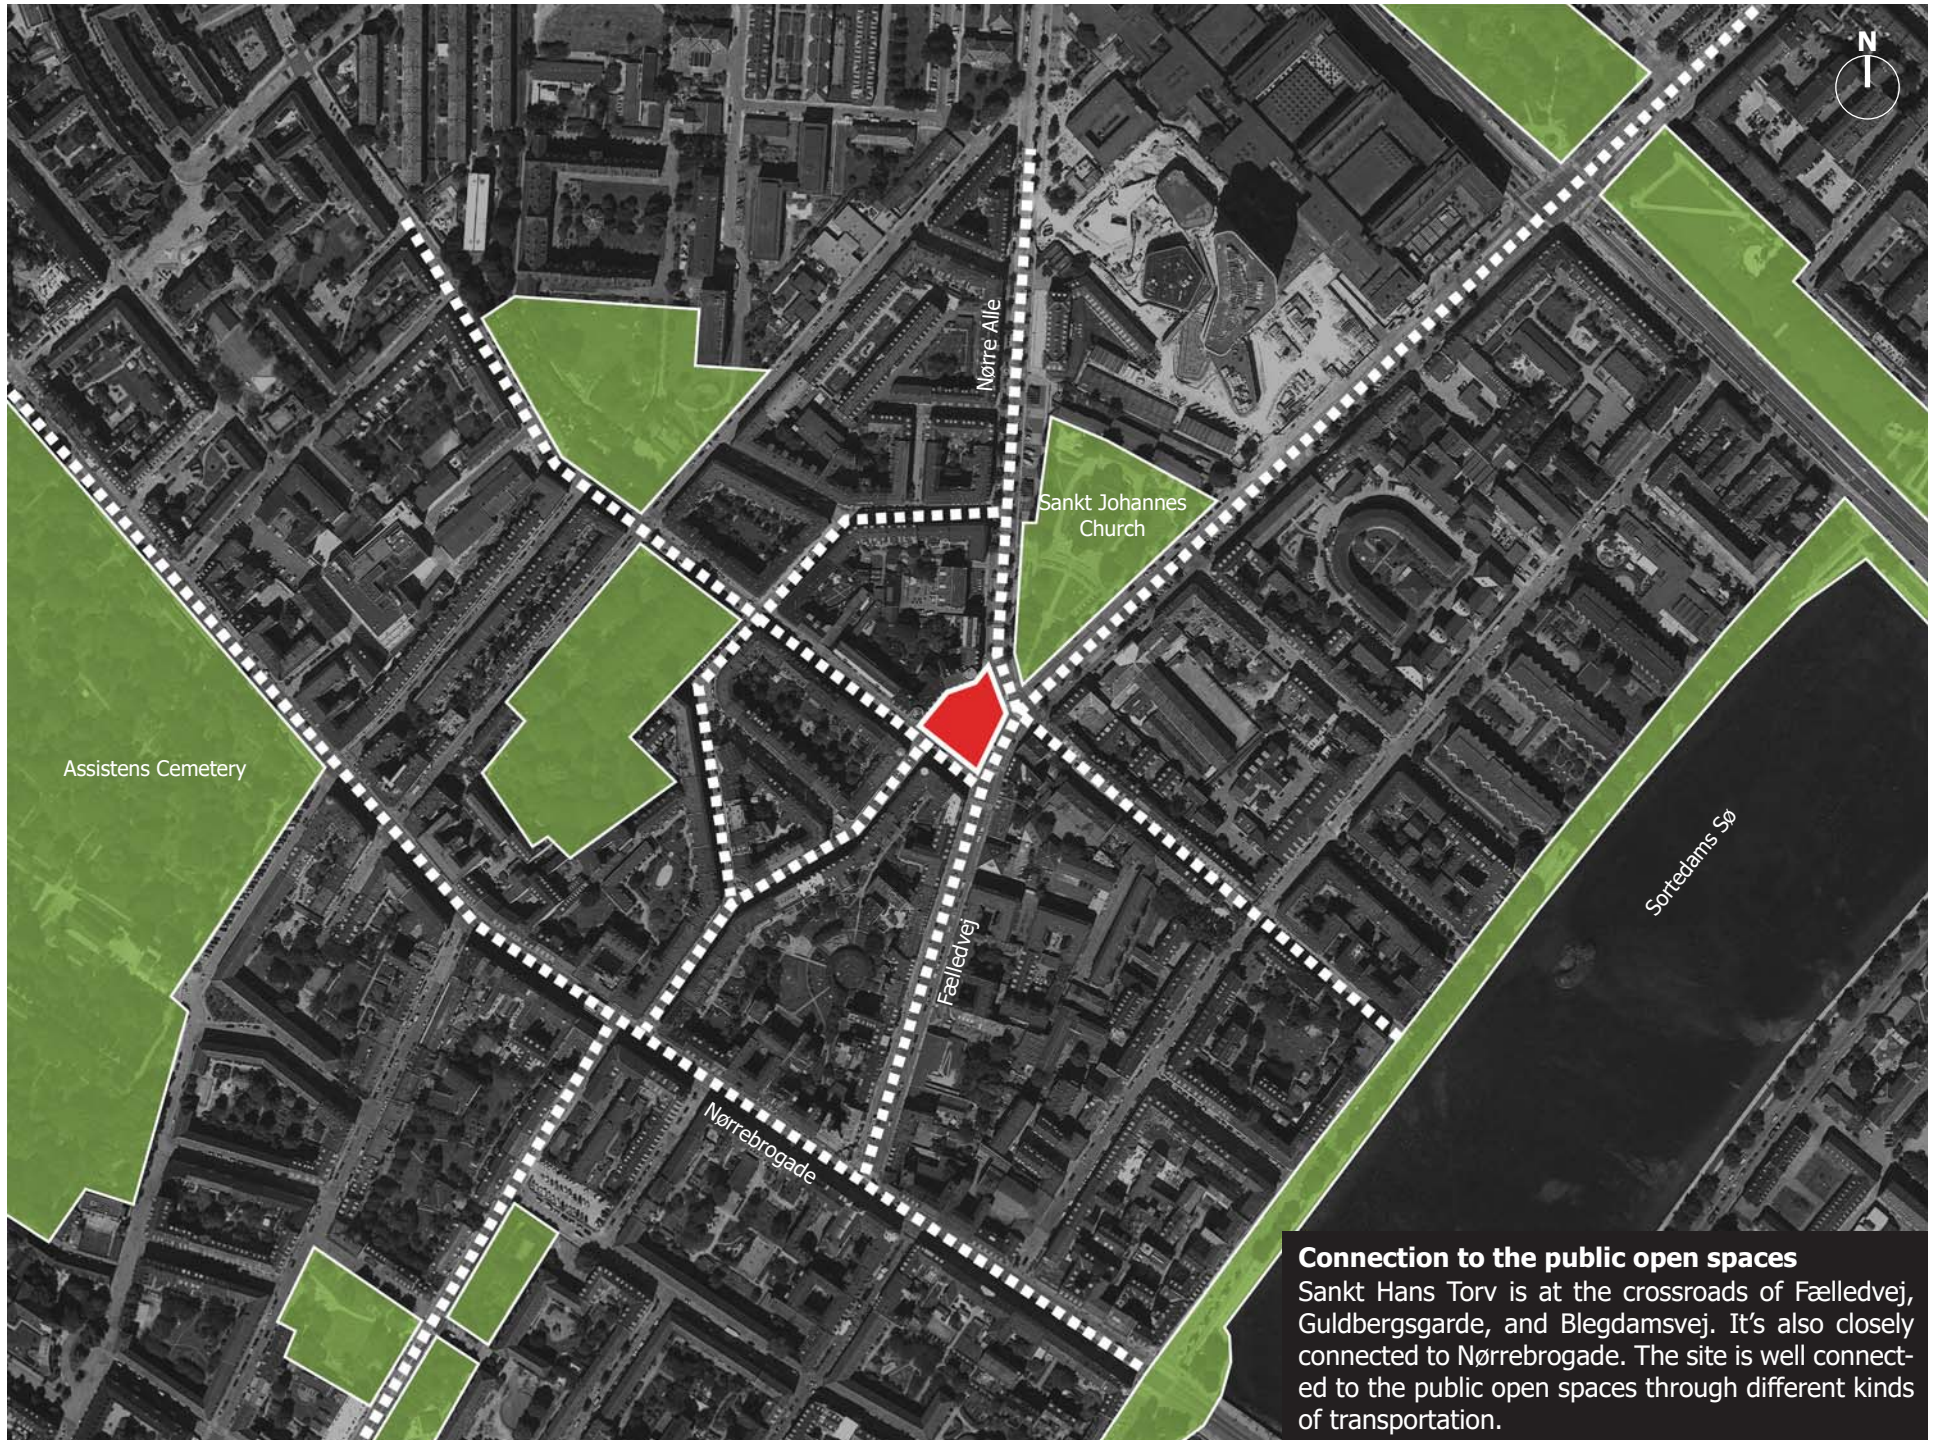 N
Nørre Alle
Sankt Johannes
Church
Assistens Cemetery
Sortedams Sø
Fælledvej
Nørrebrogade
Connection to the public open spaces
Sankt Hans Torv is at the crossroads of Fælledvej,
Guldbergsgarde, and Blegdamsvej. It's also closely
connected to Nørrebrogade. The site is well connect-
ed to the public open spaces through different kinds
of transportation.